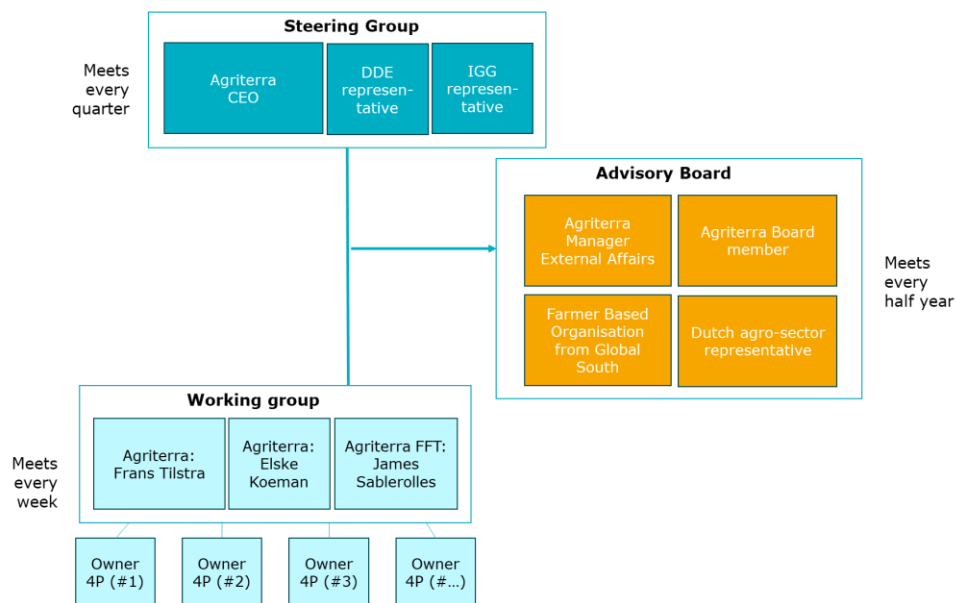 Steering Group
Meets
every
quarter
Agriterra
CEO
DDE
represen-
tative
IGG
represen-
tative
Advisory Board
Agriterra
Manager
External Affairs
Agriterra Board
member
Farmer Based
Organisation
from Global
South
Dutch agro-sector
representative
Meets
every
half year
Working group
Meets
every
week
Agriterra:
Frans Tilstra
Agriterra:
Elske
Koeman
Agriterra FFT:
James
Sablerolles
Owner
4P (#1)
Owner
4P (#2)
Owner
4P (#3)
Owner
4P (#...)